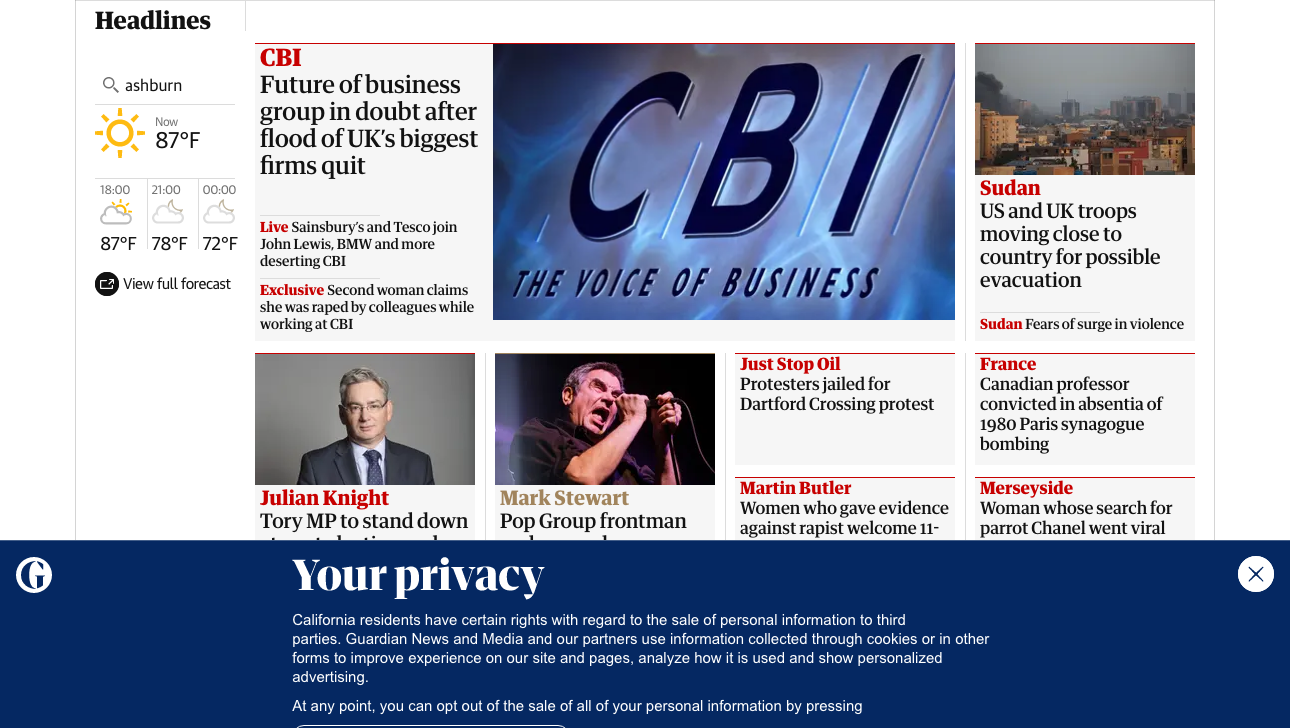 Headlines
ashburn
Now
87°F
18:00
21:00
00:00
87°F
78°F
72°F
View full forecast
CBI
Future of business
group in doubt after
flood of UK's biggest
firms quit
Live Sainsbury's and Tesco join
John Lewis, BMW and more
deserting CBI
Exclusive Second woman claims
she was raped by colleagues while
working at CBI
CBI
THE VOICE OF BUSINESS
Sudan
US and UK troops
moving close to
country for possible
evacuation
Sudan Fears of surge in violence
Julian Knight
Tory MP to stand down
Mark Stewart
Pop Group frontman
Just Stop Oil
Protesters jailed for
Dartford Crossing protest
France
Canadian professor
convicted in absentia of
1980 Paris synagogue
bombing
Martin Butler
Women who gave evidence
against rapist welcome 11-
Merseyside
Woman whose search for
parrot Chanel went viral
G
Your privacy
California residents have certain rights with regard to the sale of personal information to third
parties. Guardian News and Media and our partners use information collected through cookies or in other
forms to improve experience on our site and pages, analyze how it is used and show personalized
advertising.
At any point, you can opt out of the sale of all of your personal information by pressing